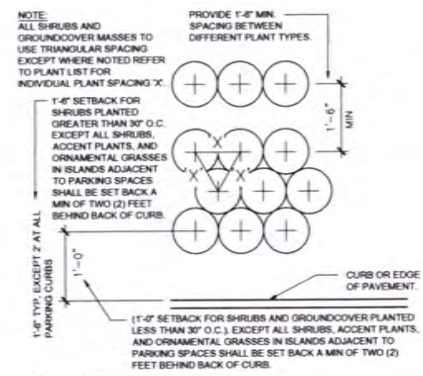 NOTE:
ALL SHRUBS AND
GROUNDCOVER MASSES TO
USE TRIANGULAR SPACING
EXCEPT WHERE NOTED REFER
TO PLANT LIST FOR
INDIVIDUAL PLANT SPACING 'X'.
PROVIDE 1'-6" MIN.
SPACING BETWEEN
DIFFERENT PLANT TYPES.
1'-6" SETBACK FOR
SHRUBS PLANTED
GREATER THAN 30" O.C.
EXCEPT ALL SHRUBS,
ACCENT PLANTS, AND
ORNAMENTAL GRASSES
IN ISLANDS ADJACENT
TO PARKING SPACES
SHALL BE SET BACK A
MIN OF TWO (2) FEET
BEHIND BACK OF CURB.
1'-6"
MIN
'X'
'X' 'X'
1'-6" TYP. EXCEPT 2' AT ALL
PARKING CURBS
1'-0"
CURB OR EDGE
OF PAVEMENT.
(1'-0" SETBACK FOR SHRUBS AND GROUNDCOVER PLANTED
LESS THAN 30" O.C.). EXCEPT ALL SHRUBS, ACCENT PLANTS,
AND ORNAMENTAL GRASSES IN ISLANDS ADJACENT TO
PARKING SPACES SHALL BE SET BACK A MIN OF TWO (2)
FEET BEHIND BACK OF CURB.